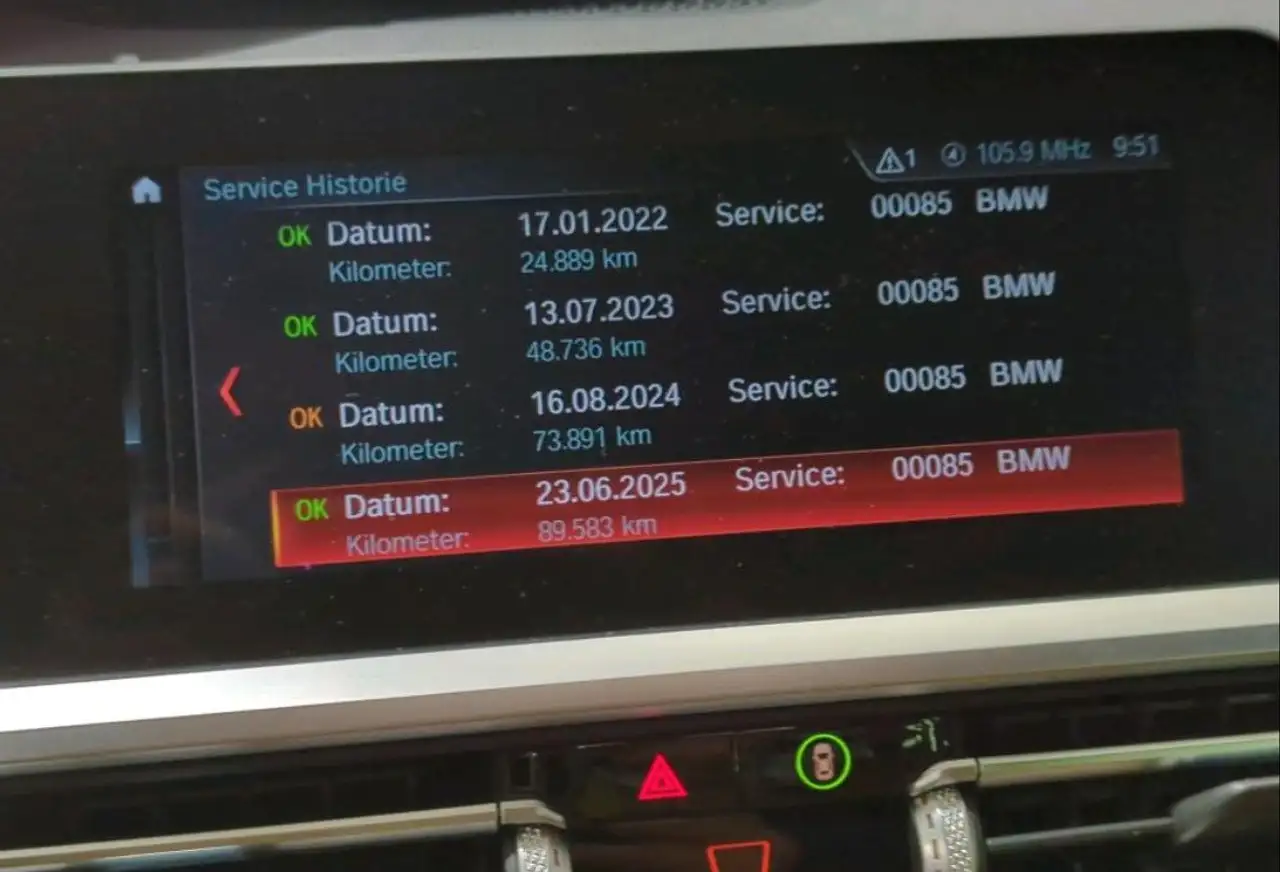 1 4 105.9 MHz 9:51
Service Historie
OK Datum: 17.01.2022 Service: 00085 BMW
Kilometer: 24.889 km
OK Datum: 13.07.2023 Service: 00085 BMW
Kilometer: 48.736 km
OK Datum: 16.08.2024 Service: 00085 BMW
Kilometer: 73.891 km
OK Datum: 23.06.2025 Service: 00085 BMW
Kilometer: 89.583 km